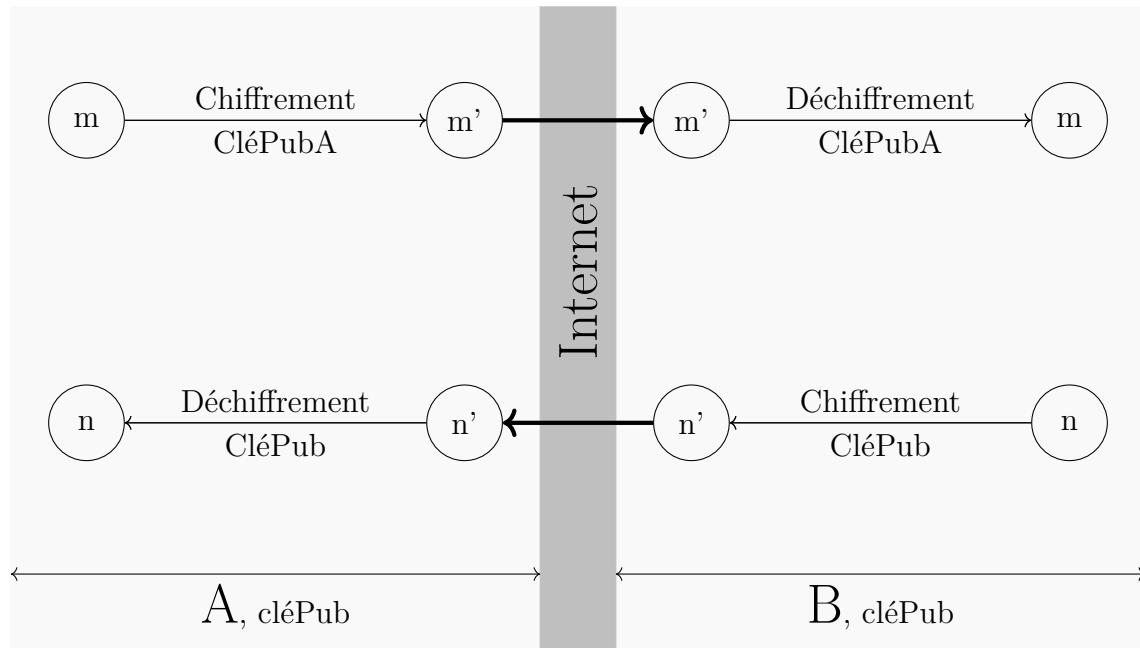 Chiffrement
Déchiffrement
m
m'
m'
m
CléPubA
CléPubA
Internet
Déchiffrement
Chiffrement
n
n'
n'
n
CléPub
CléPub
A, cléPub
B, cléPub